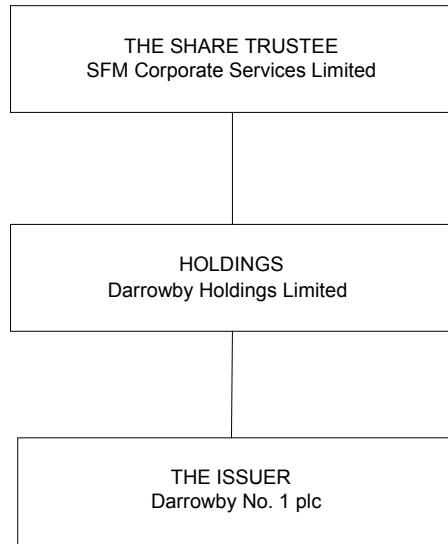 THE SHARE TRUSTEE
SFM Corporate Services Limited
HOLDINGS
Darrowby Holdings Limited
THE ISSUER
Darrowby No. 1 plc